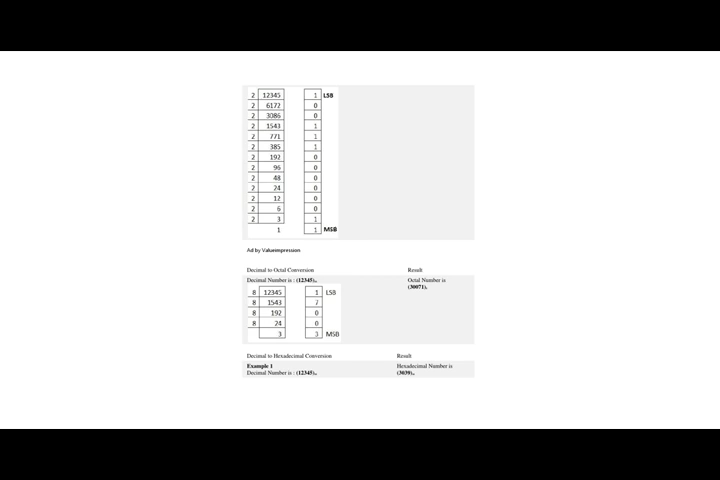 2 12345 1 LSB
2 6172 0
2 3086 0
2 1543 1
2 771 1
2 385 1
2 192 0
2 96 0
2 48 0
2 24 0
2 12 0
2 6 0
2 3 1
1 1 MSB
Ad by Valueimpression
Decimal to Octal Conversion Result
Decimal Number is : (12345)₁₀ Octal Number is
(30071)₈
8 12345 1 LSB
8 1543 7
8 192 0
8 24 0
3 3 MSB
Decimal to Hexadecimal Conversion Result
Example 1 Hexadecimal Number is
Decimal Number is : (12345)₁₀ (3039)₁₆